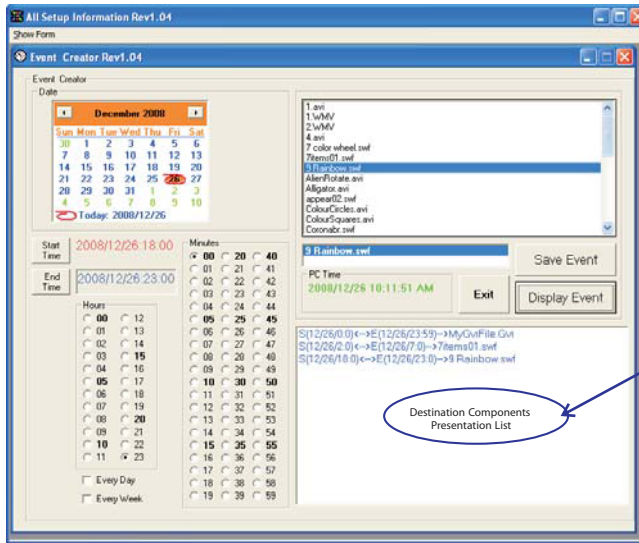 All Setup Information Rev1.04
Show Form
Event Creator Rev1.04
Event Creator
Date
December 2008
Sun Mon Tue Wed Thu Fri Sat
30 1 2 3 4 5 6
7 8 9 10 11 12 13
14 15 16 17 18 19 20
21 22 23 24 25 26 27
28 29 30 31 1 2 3
4 5 6 7 8 9 10
Today: 2008/12/26
Start Time
2008/12/26:18:00
End Time
2008/12/26:23:00
Hours
00 12
01 13
02 14
03 15
04 16
05 17
06 18
07 19
08 20
09 21
10 22
11 23
Every Day
Every Week
Minutes
00 20 40
01 21 41
02 22 42
03 23 43
04 24 44
05 25 45
06 26 46
07 27 47
08 28 48
09 29 49
10 30 50
11 31 51
12 32 52
13 33 53
14 34 54
15 35 55
16 36 56
17 37 57
18 38 58
19 39 59
1.avi
1.WMV
2.WMV
4.avi
7 color wheel.swf
7items01.swf
9 Rainbow.swf
AlienRotate.avi
Alligator.avi
appear02.swf
ColourCircles.avi
ColourSquares.avi
Coronabr.swf
9 Rainbow.swf
Save Event
PC Time
2008/12/26 10:11:51 AM
Exit
Display Event
S(12/26/0:0)<-->E(12/26/23:59)-->MyGvtFile.Gvt
S(12/26/2:0)<-->E(12/26/7:0)-->7items01.swf
S(12/26/18:0)<-->E(12/26/23:0)-->9 Rainbow.swf
Destination Components
Presentation List